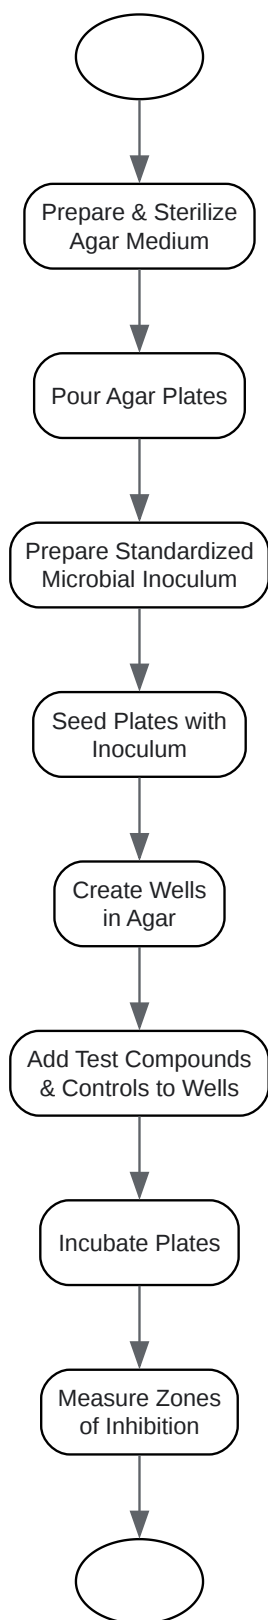 Prepare & Sterilize
Agar Medium
Pour Agar Plates
Prepare Standardized
Microbial Inoculum
Seed Plates with
Inoculum
Create Wells
in Agar
Add Test Compounds
& Controls to Wells
Incubate Plates
Measure Zones
of Inhibition